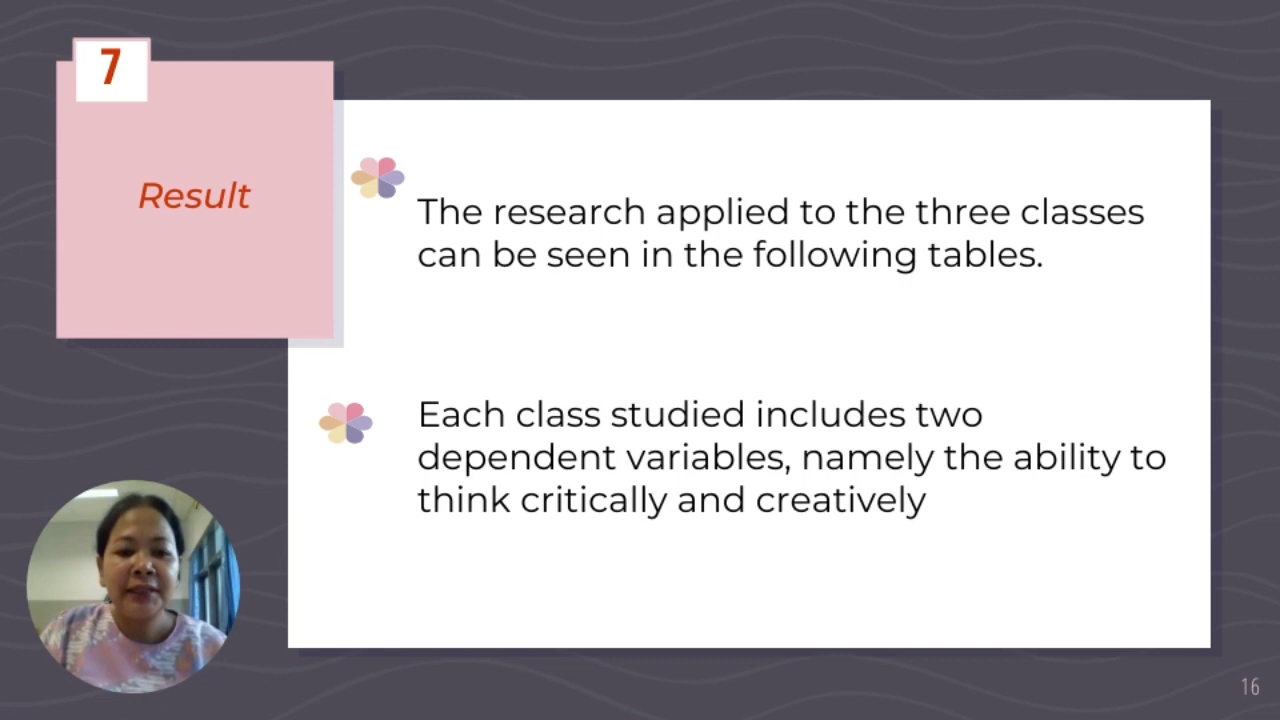 7
Result
The research applied to the three classes
can be seen in the following tables.
Each class studied includes two
dependent variables, namely the ability to
think critically and creatively
16